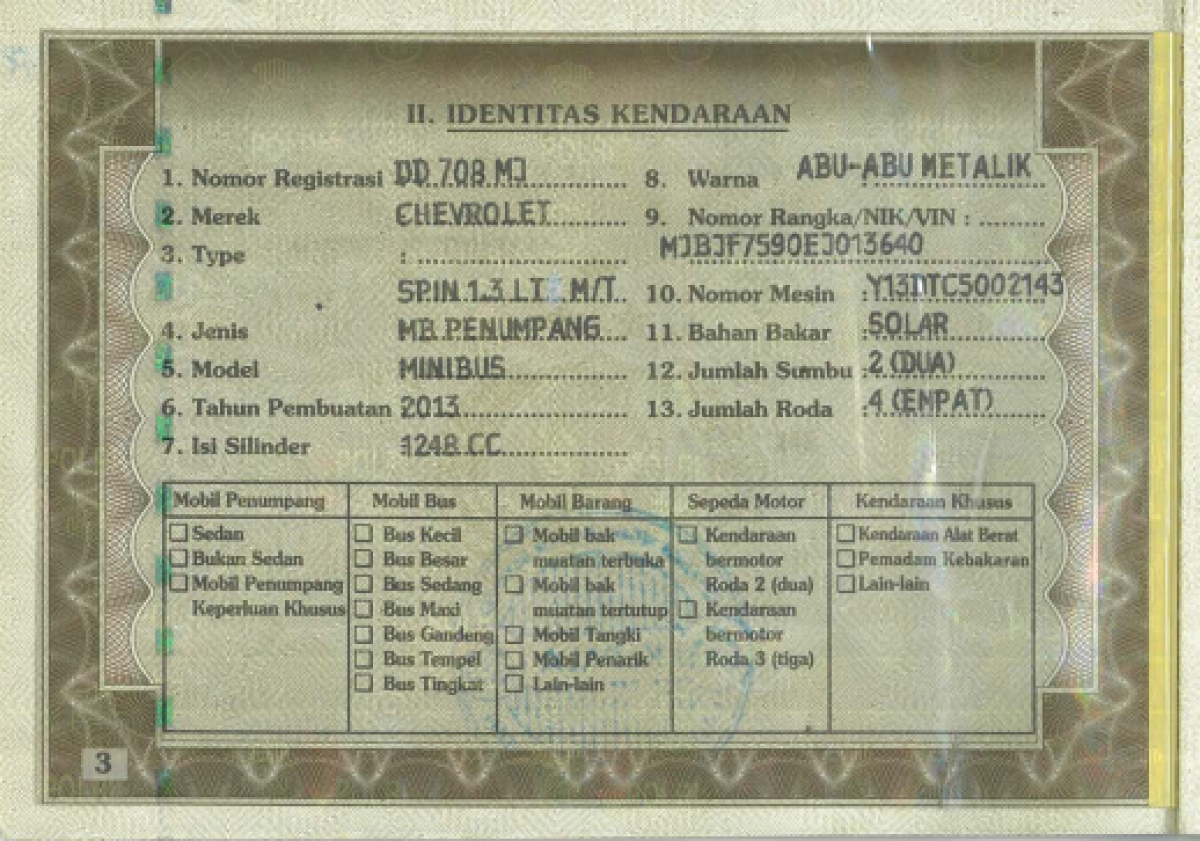 II. IDENTITAS KENDARAAN
1. Nomor Registrasi DD 708 MJ
2. Merek CHEVROLET
3. Type :
SPIN 1.3 LT M/T
4. Jenis MB. PENUMPANG
5. Model MINIBUS
6. Tahun Pembuatan 2013
7. Isi Silinder : 1248 CC
8. Warna : ABU-ABU METALIK
9. Nomor Rangka/NIK/VIN :
MJBJF7590EJ013640
10. Nomor Mesin : Y13DTC5002143
11. Bahan Bakar : SOLAR
12. Jumlah Sumbu : 2 (DUA)
13. Jumlah Roda : 4 (EMPAT)
Mobil Penumpang
Sedan
Bukan Sedan
Mobil Penumpang
Keperluan Khusus
Mobil Bus
Bus Kecil
Bus Besar
Bus Sedang
Bus Maxi
Bus Gandeng
Bus Tempel
Bus Tingkat
Mobil Barang
Mobil bak
muatan terbuka
Mobil bak
muatan tertutup
Mobil Tangki
Mobil Penarik
Lain-lain
Sepeda Motor
Kendaraan
bermotor
Roda 2 (dua)
Kendaraan
bermotor
Roda 3 (tiga)
Kendaraan Khusus
Kendaraan Alat Berat
Pemadam Kebakaran
Lain-lain
3